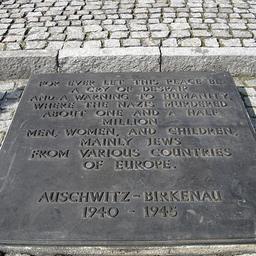 FOR EVER LET THIS PLACE BE
A CRY OF DESPAIR
AND A WARNING TO HUMANITY,
WHERE THE NAZIS MURDERED
ABOUT ONE AND A HALF
MILLION
MEN, WOMEN, AND CHILDREN,
MAINLY JEWS
FROM VARIOUS COUNTRIES
OF EUROPE.
AUSCHWITZ - BIRKENAU
1940 - 1945